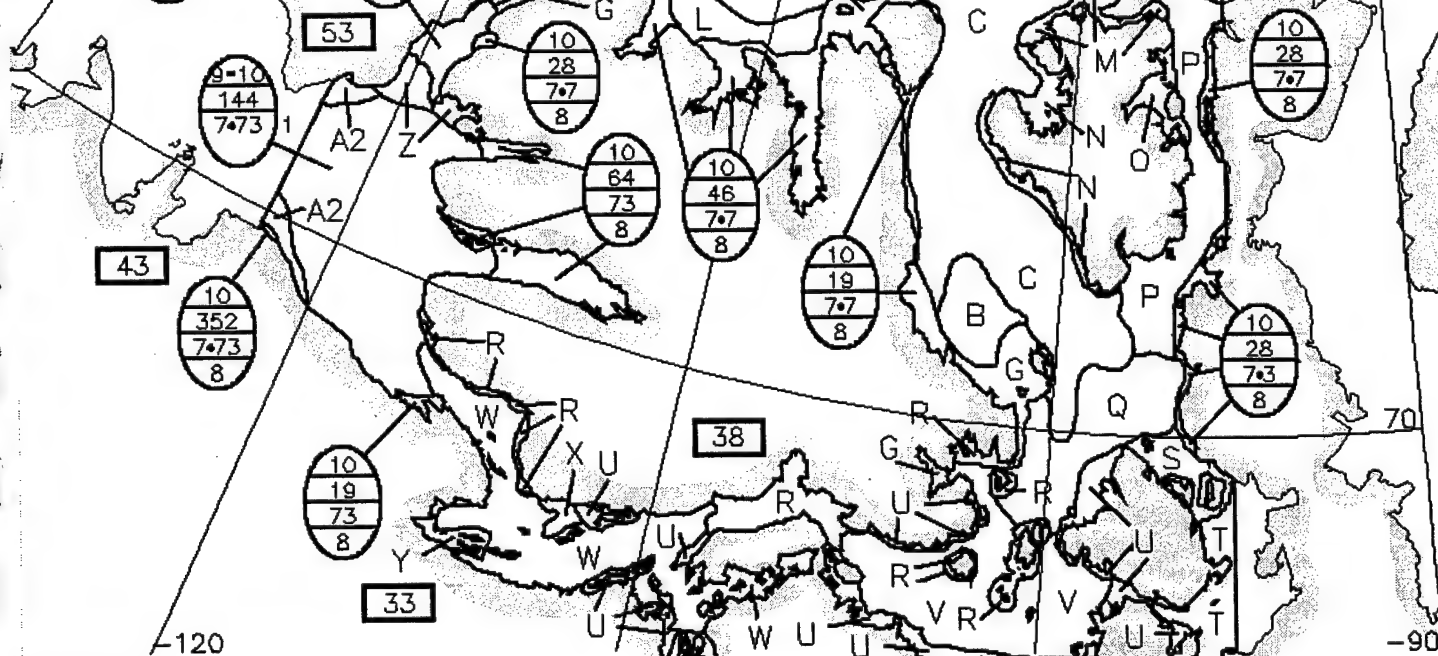 53
G
L
C
M
P
10
28
7•7
8
10
28
7•7
8
9-10
144
7•73
1
A2
Z
N
O
N
10
64
73
8
10
46
7•7
8
A2
43
10
352
7•73
8
10
19
7•7
8
C
B
G
P
10
28
7•3
8
R
W
R
X
U
38
R
G
Q
70
S
R
10
19
73
8
Y
W
U
R
U
U
T
R
V
R
V
33
U
W
U
U
U
T
-120
-90